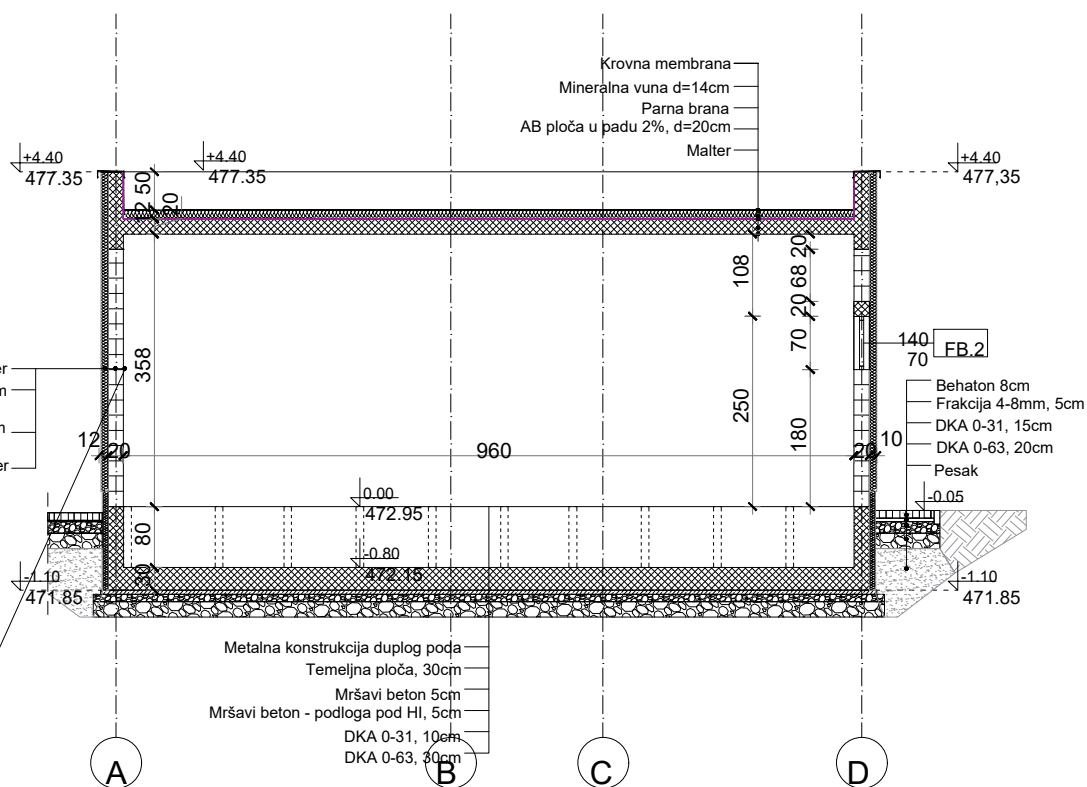 Krovna membrana
Mineralna vuna d=14cm
Parna brana
AB ploča u padu 2%, d=20cm
Malter
+4.40
477.35
+4.40
477.35
+4.40
477,35
50
12
20
358
108
250
20
68
20
70
180
140
70
FB.2
er
m
m
er
12
20
960
20
10
Behaton 8cm
Frakcija 4-8mm, 5cm
DKA 0-31, 15cm
DKA 0-63, 20cm
Pesak
-0.05
0.00
472.95
80
-0.80
472.15
30
-1.10
471.85
-1.10
471.85
Metalna konstrukcija duplog poda
Temeljna ploča, 30cm
Mršavi beton 5cm
Mršavi beton - podloga pod HI, 5cm
DKA 0-31, 10cm
DKA 0-63, 30cm
A
B
C
D